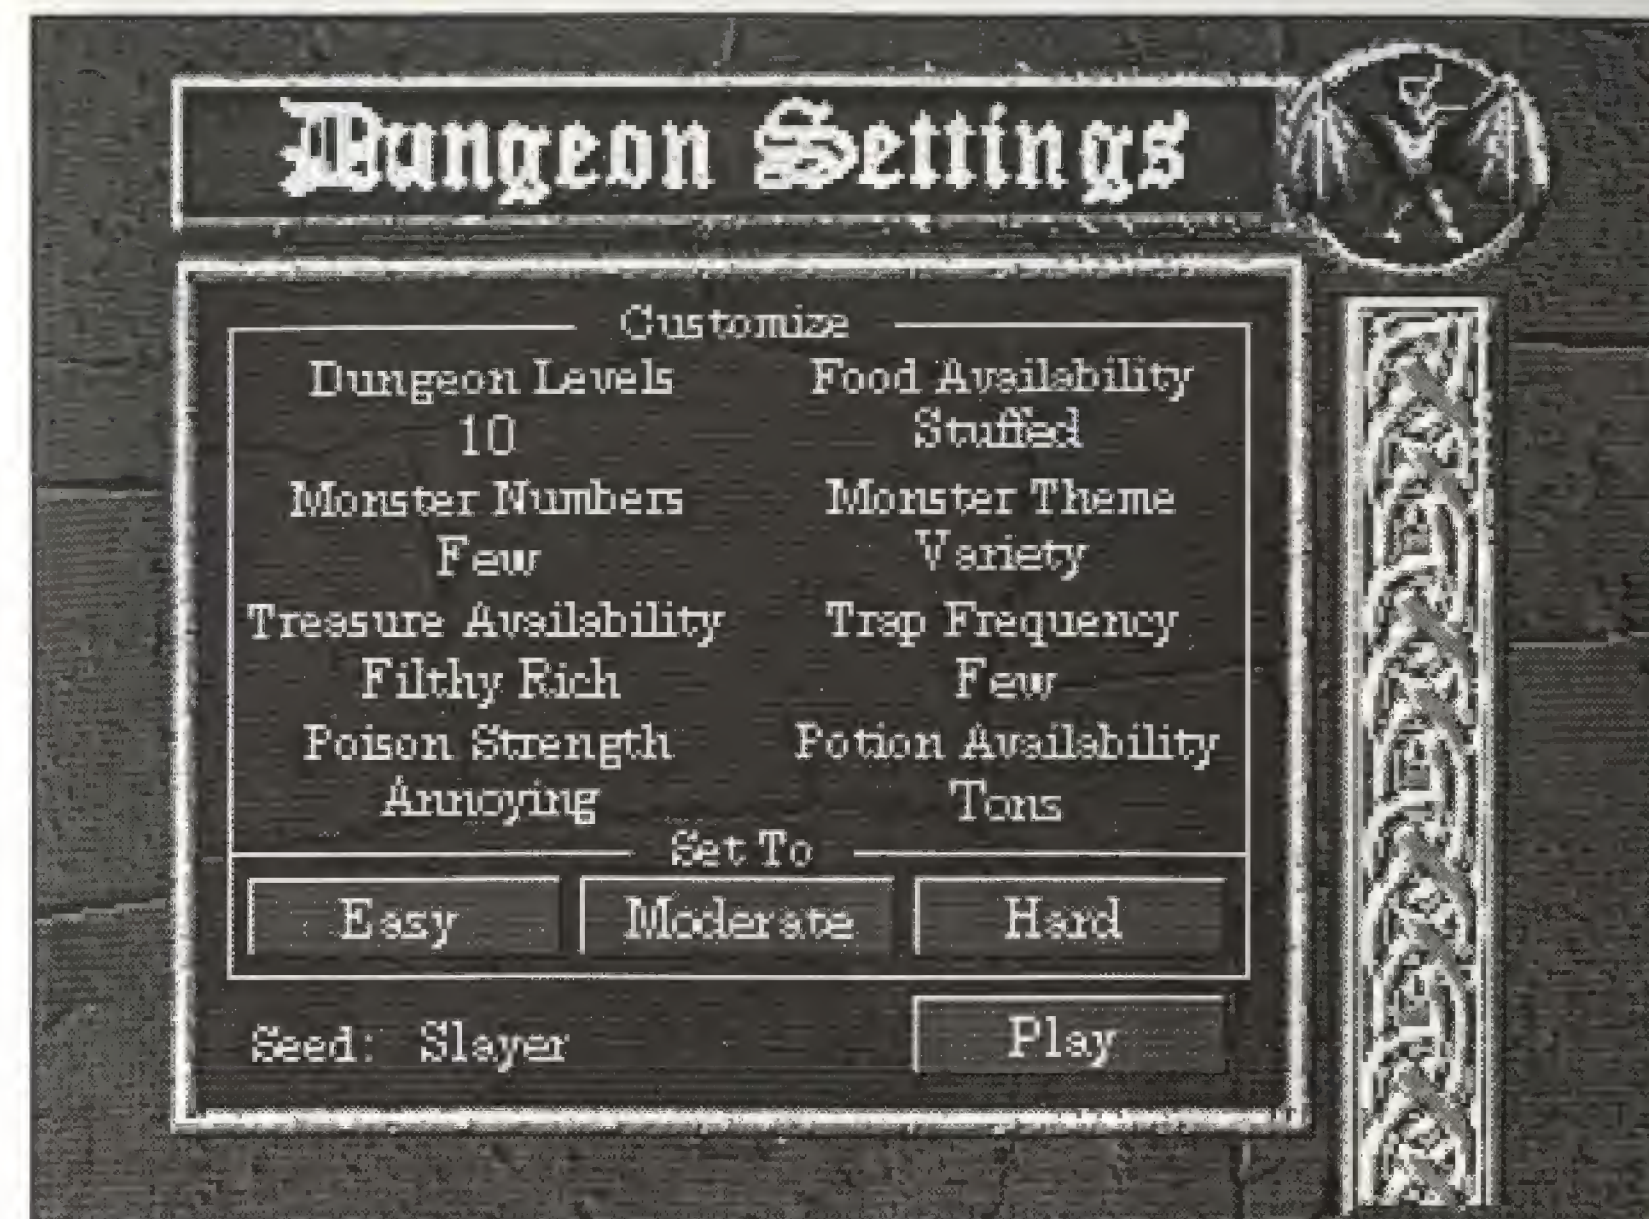 Dungeon Settings
Customize
Dungeon Levels Food Availability
10 Stuffed
Monster Numbers Monster Theme
Few Variety
Treasure Availability Trap Frequency
Filthy Rich Few
Poison Strength Potion Availability
Annoying Tons
Set To
Easy Moderate Hard
Seed: Slayer Play